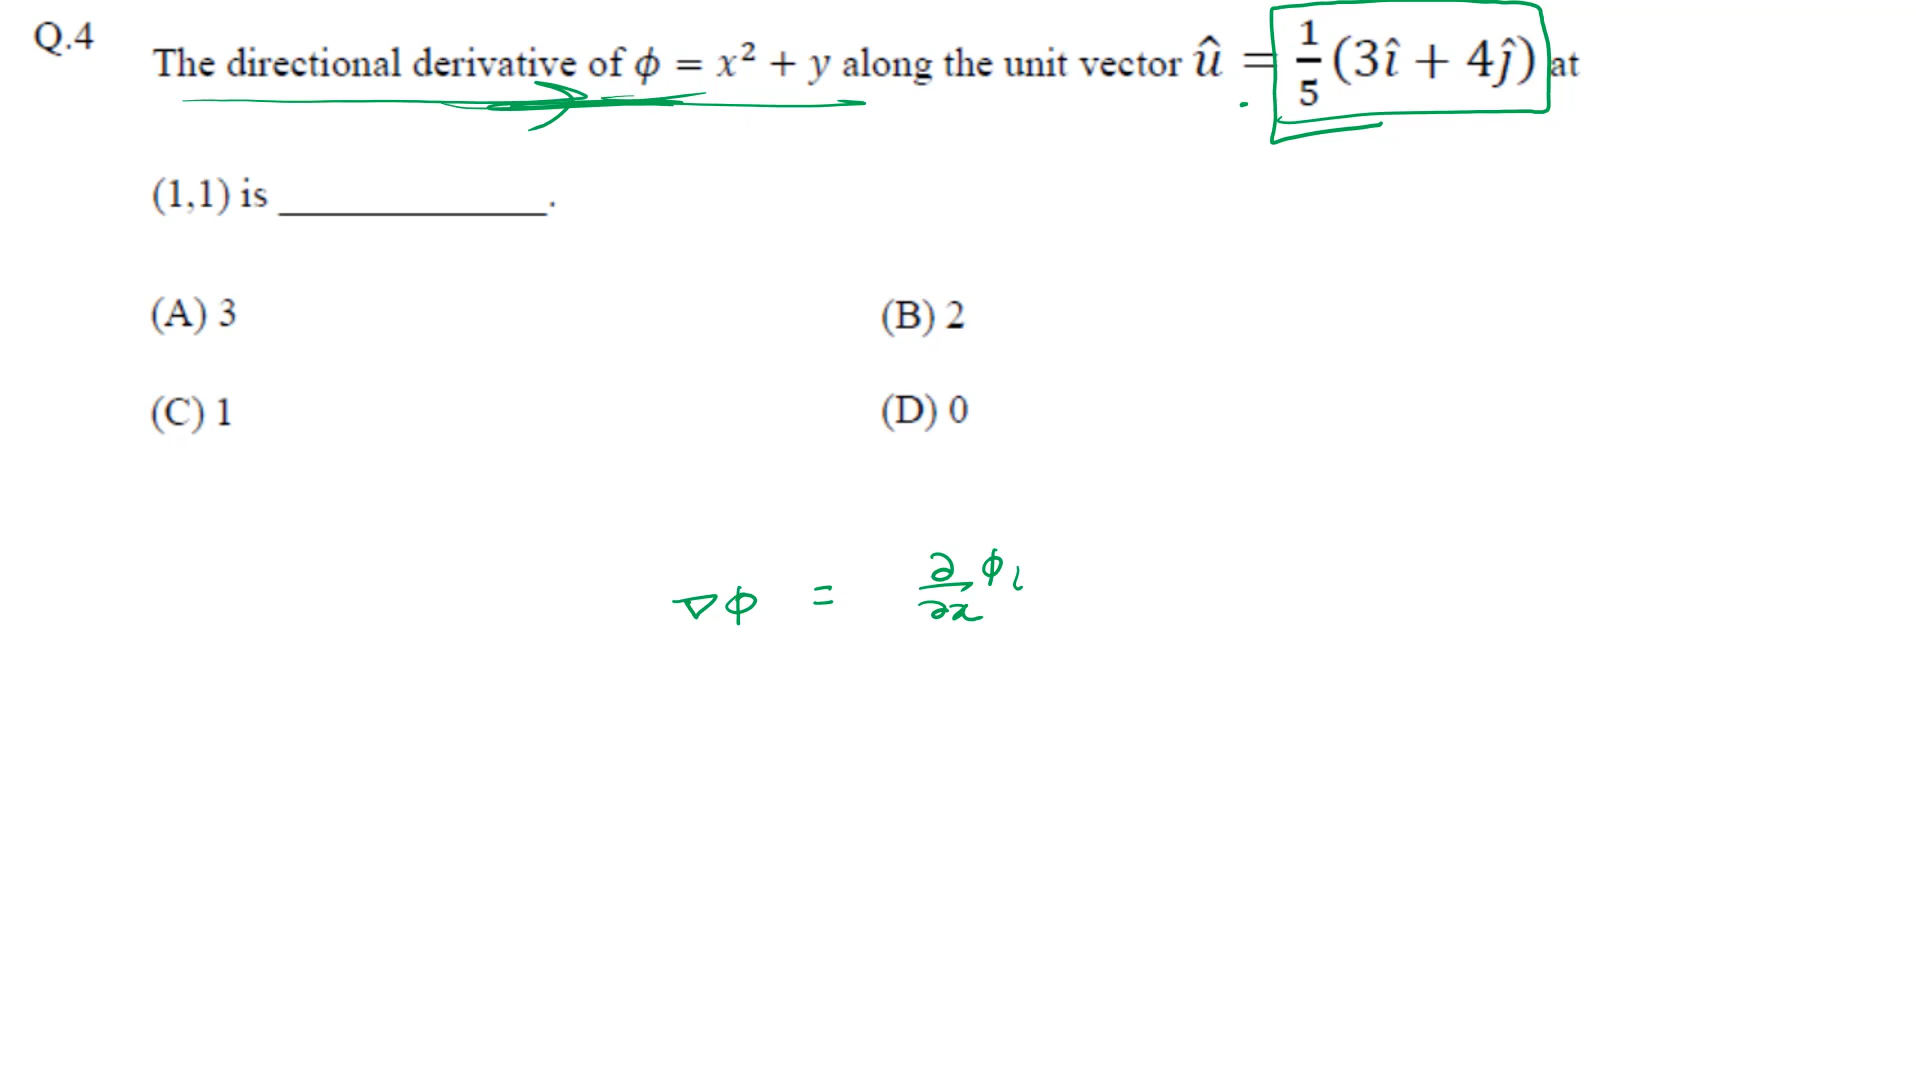 Q.4
The directional derivative of ϕ = x² + y along the unit vector û = 1/5 (3î + 4ĵ) at
(1,1) is ____________.
(A) 3
(B) 2
(C) 1
(D) 0
∇ϕ = ∂/∂x ϕ i